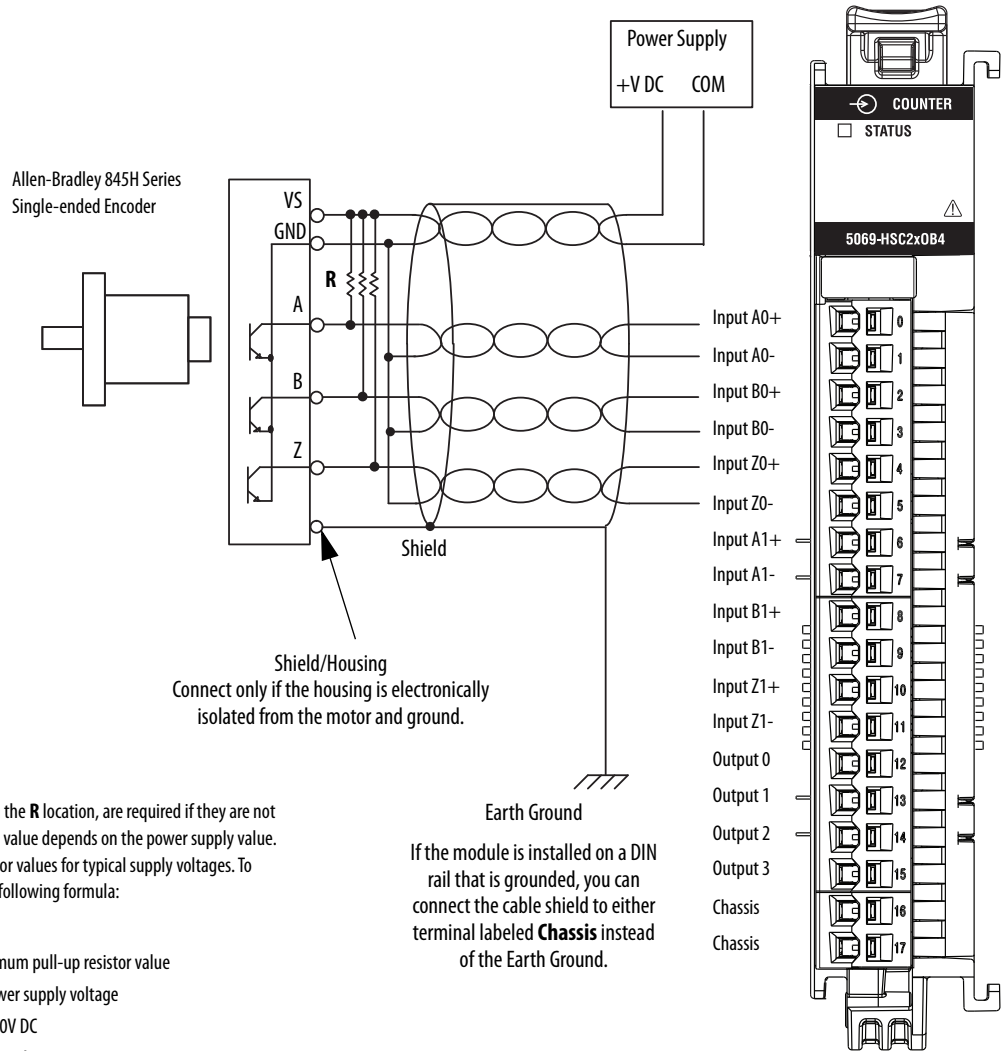 Power Supply
+V DC COM
COUNTER
STATUS
5069-HSC2xOB4
Allen-Bradley 845H Series
Single-ended Encoder
VS
GND
R
A
B
Z
Shield
Input A0+
Input A0-
Input B0+
Input B0-
Input Z0+
Input Z0-
Input A1+
Input A1-
Input B1+
Input B1-
Input Z1+
Input Z1-
Output 0
Output 1
Output 2
Output 3
Chassis
Chassis
0
1
2
3
4
5
6
7
8
9
10
11
12
13
14
15
16
17
Shield/Housing
Connect only if the housing is electronically
isolated from the motor and ground.
Earth Ground
If the module is installed on a DIN
rail that is grounded, you can
connect the cable shield to either
terminal labeled Chassis instead
of the Earth Ground.
the R location, are required if they are not
value depends on the power supply value.
or values for typical supply voltages. To
following formula:
mum pull-up resistor value
wer supply voltage
0V DC